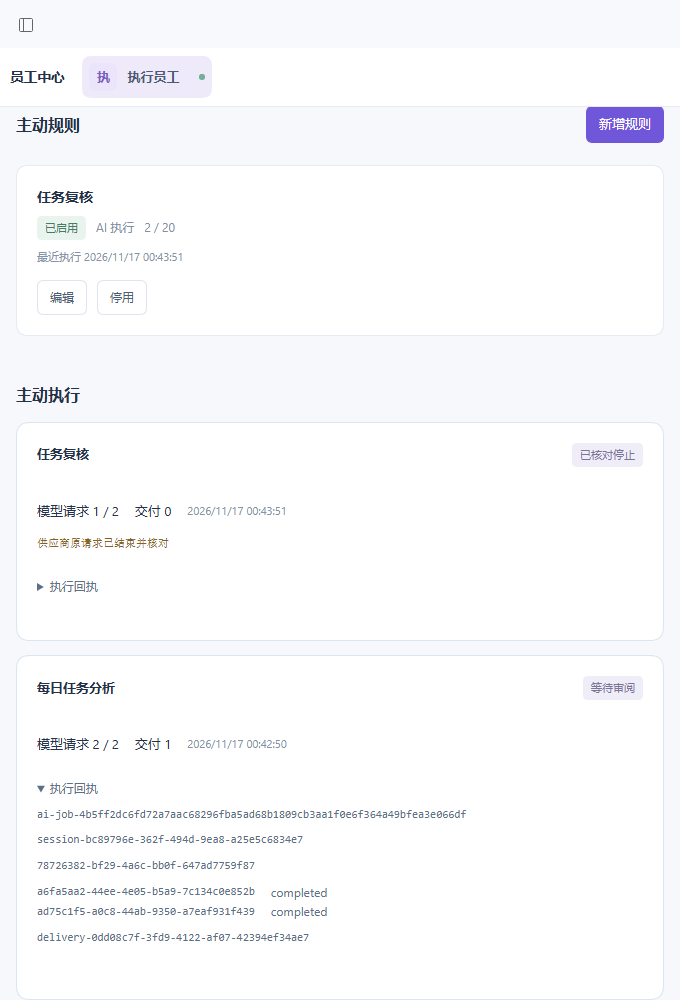 员工中心
执 执行员工
主动规则
新增规则
任务复核
已启用 AI 执行 2 / 20
最近执行 2026/11/17 00:43:51
编辑 停用
主动执行
任务复核
已核对停止
模型请求 1 / 2 交付 0 2026/11/17 00:43:51
供应商原请求已结束并核对
执行回执
每日任务分析
等待审阅
模型请求 2 / 2 交付 1 2026/11/17 00:42:50
执行回执
ai-job-4b5ff2dc6fd72a7aac68296fba5ad68b1809cb3aa1f0e6f364a49bfea3e066df
session-bc89796e-362f-494d-9ea8-a25e5c6834e7
78726382-bf29-4a6c-bb0f-647ad7759f87
a6fa5aa2-44ee-4e05-b5a9-7c134c0e852b completed
ad75c1f5-a0c8-44ab-9350-a7eaf931f439 completed
delivery-0dd08c7f-3fd9-4122-af07-42394ef34ae7